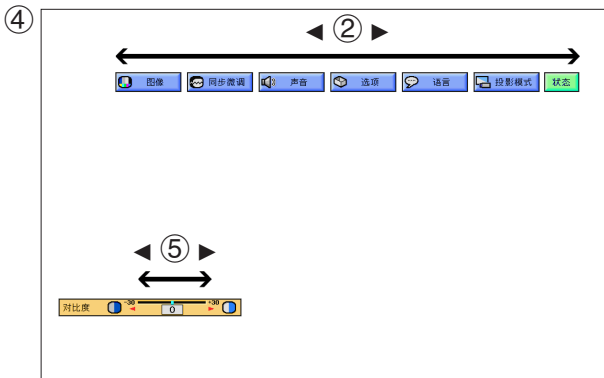 ④
◀ ② ▶
图像 同步微调 声音 选项 语言 投影模式 状态
◀ ⑤ ▶
对比度 -30 0 +30